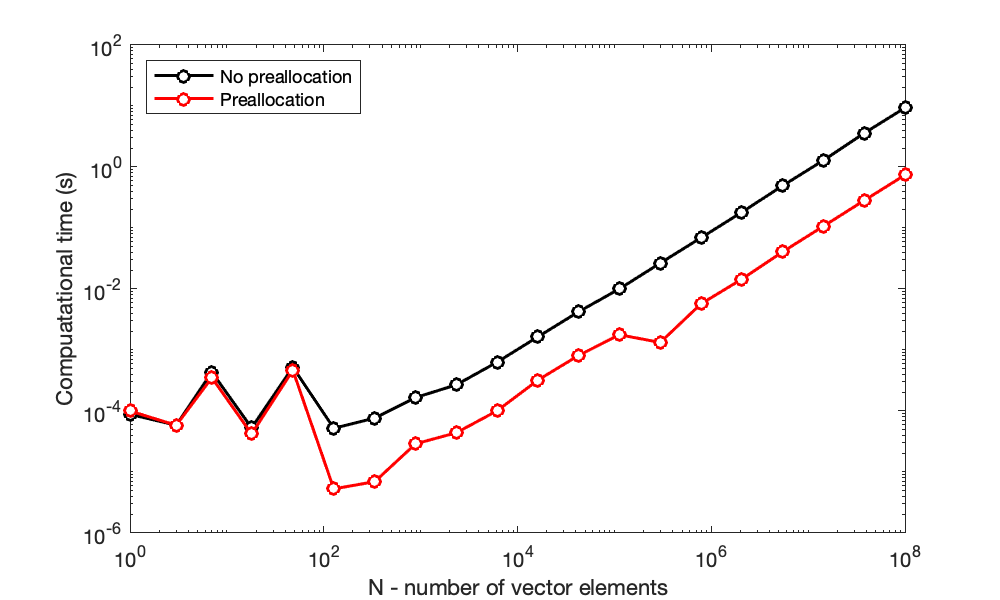 10^2
10^0
10^-2
10^-4
10^-6
Compuatational time (s)
No preallocation
Preallocation
10^0 10^2 10^4 10^6 10^8
N - number of vector elements